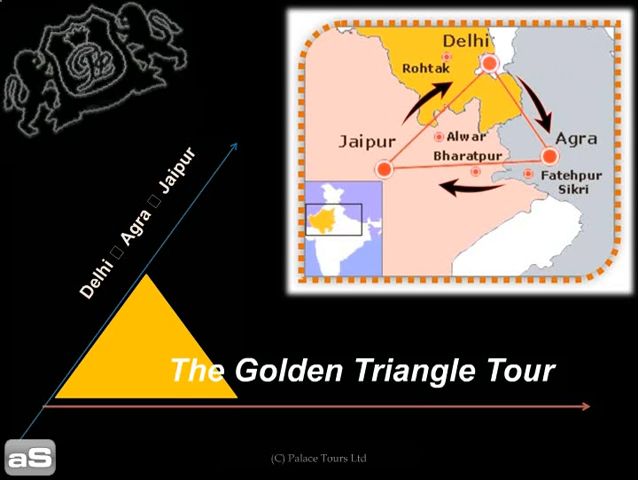 Delhi
Rohtak
Jaipur
Alwar
Agra
Bharatpur
Fatehpur
Sikri
Delhi □ Agra □ Jaipur
The Golden Triangle Tour
(C) Palace Tours Ltd
aS